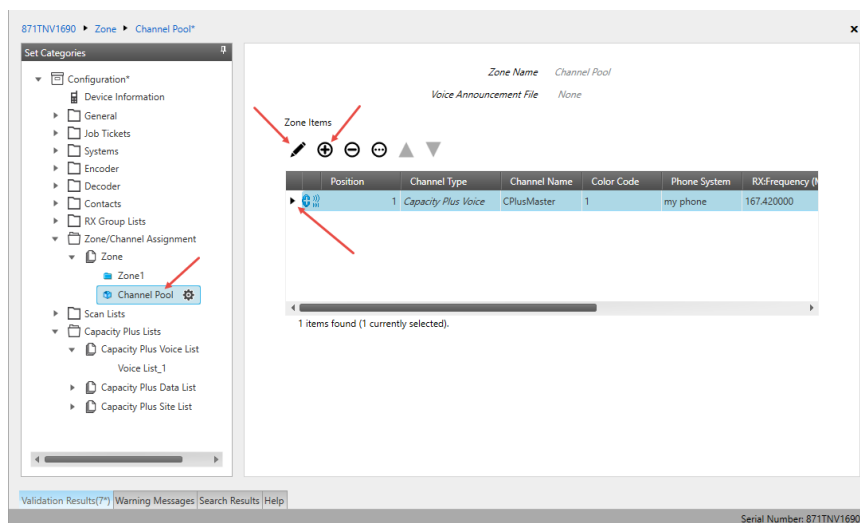 871TNV1690 Zone Channel Pool*
Set Categories
Configuration*
Device Information
General
Job Tickets
Systems
Encoder
Decoder
Contacts
RX Group Lists
Zone/Channel Assignment
Zone
Zone1
Channel Pool
Scan Lists
Capacity Plus Lists
Capacity Plus Voice List
Voice List_1
Capacity Plus Data List
Capacity Plus Site List
Zone Name Channel Pool
Voice Announcement File None
Zone Items
Position Channel Type Channel Name Color Code Phone System RX:Frequency (M
1 Capacity Plus Voice CPlusMaster 1 my phone 167.420000
1 items found (1 currently selected).
Validation Results(7*) Warning Messages Search Results Help
Serial Number: 871TNV1690